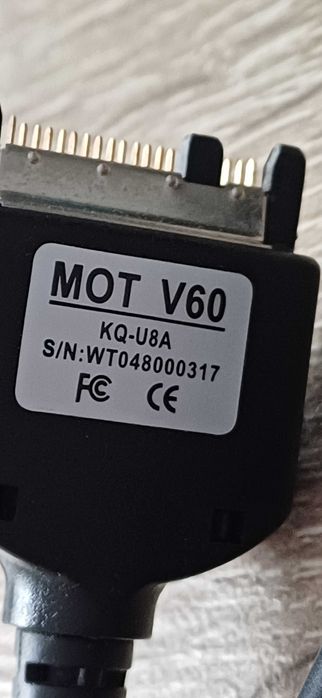 MOT V60
KQ-U8A
S/N:WT048000317
FC CE